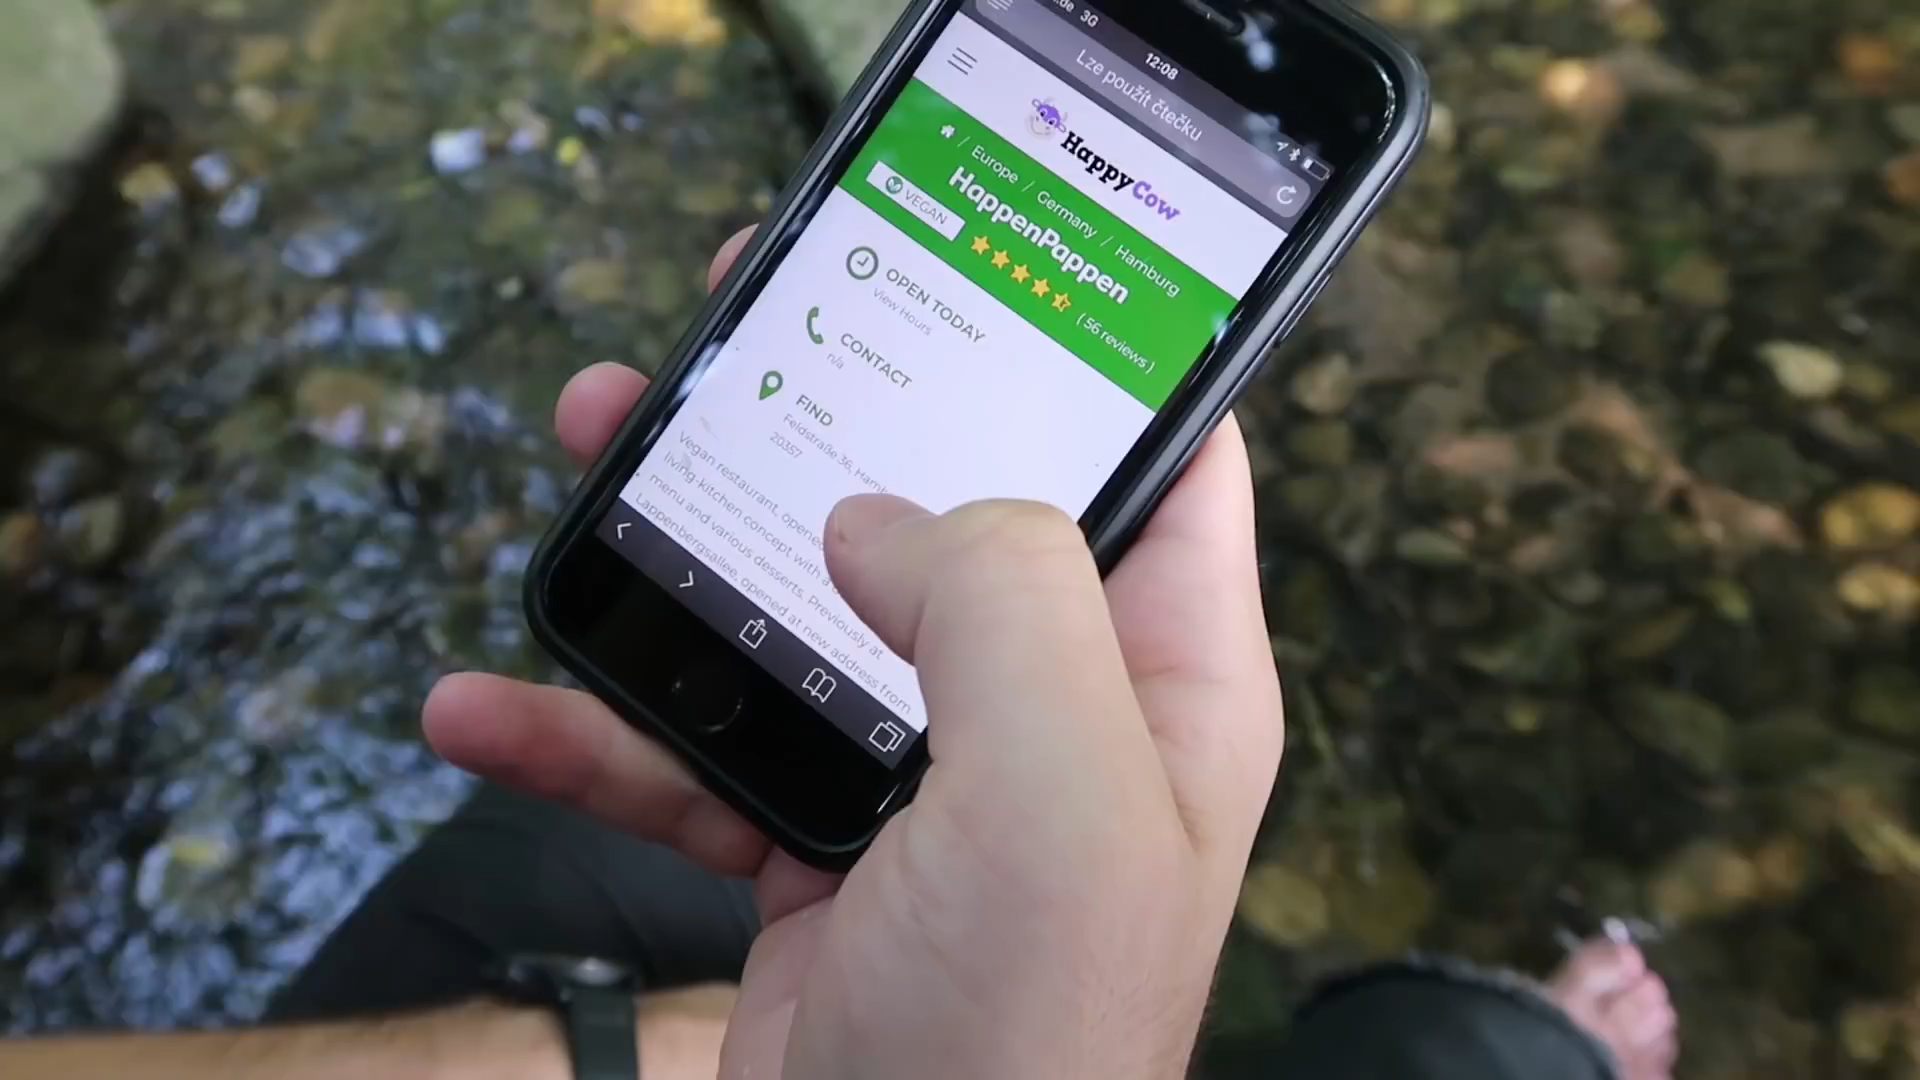 3G
12:08
Lze použít čtečku
HappyCow
/ Europe / Germany / Hamburg
HappenPappen
VEGAN
( 56 reviews )
OPEN TODAY
View Hours
CONTACT
n/a
FIND
Feldstraße 36,
20357
Vegan restaurant, opened
living-kitchen concept with a
menu and various desserts. Previously at
Lappenbergsallee, opened at new address from